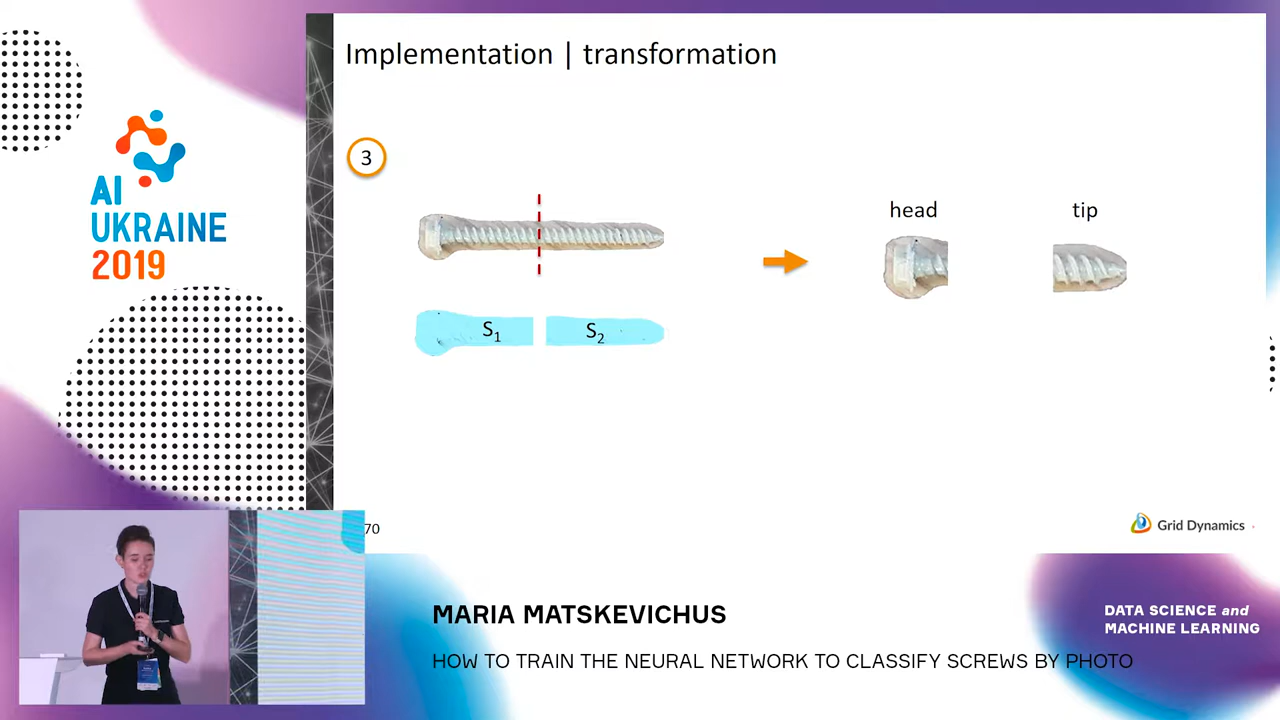 Implementation | transformation
3
head
tip
S1
S2
AI
UKRAINE
2019
70
Grid Dynamics
MARIA MATSKEVICHUS
HOW TO TRAIN THE NEURAL NETWORK TO CLASSIFY SCREWS BY PHOTO
DATA SCIENCE and
MACHINE LEARNING